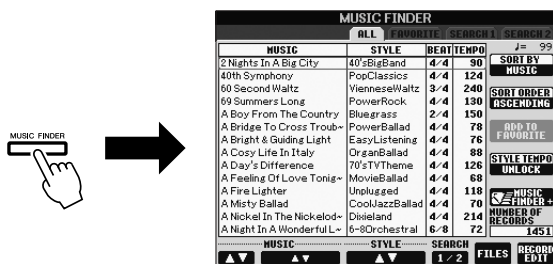 MUSIC FINDER
MUSIC FINDER
ALL FAVORITE SEARCH 1 SEARCH 2
MUSIC STYLE BEAT TEMPO ♩= 99
2 Nights In A Big City 40'sBigBand 4/4 90
40th Symphony PopClassics 4/4 124
60 Second Waltz VienneseWaltz 3/4 240
69 Summers Long PowerRock 4/4 130
A Boy From The Country Bluegrass 2/4 150
A Bridge To Cross Troub~ PowerBallad 4/4 78
A Bright & Guiding Light EasyListening 4/4 76
A Cosy Life In Italy OrganBallad 4/4 88
A Day's Difference 70'sTVTheme 4/4 126
A Feeling Of Love Tonig~ MovieBallad 4/4 68
A Fire Lighter Unplugged 4/4 118
A Misty Ballad CoolJazzBallad 4/4 70
A Nickel In The Nickelod~ Dixieland 4/4 214
A Night In A Wonderful L~ 6-8Orchestral 6/8 72
SORT BY
MUSIC
SORT ORDER
ASCENDING
ADD TO
FAVORITE
STYLE TEMPO
UNLOCK
MUSIC
FINDER +
NUMBER OF
RECORDS
1451
MUSIC STYLE SEARCH
▲▼ ▲▼ ▲▼ 1/2 FILES RECORD
EDIT